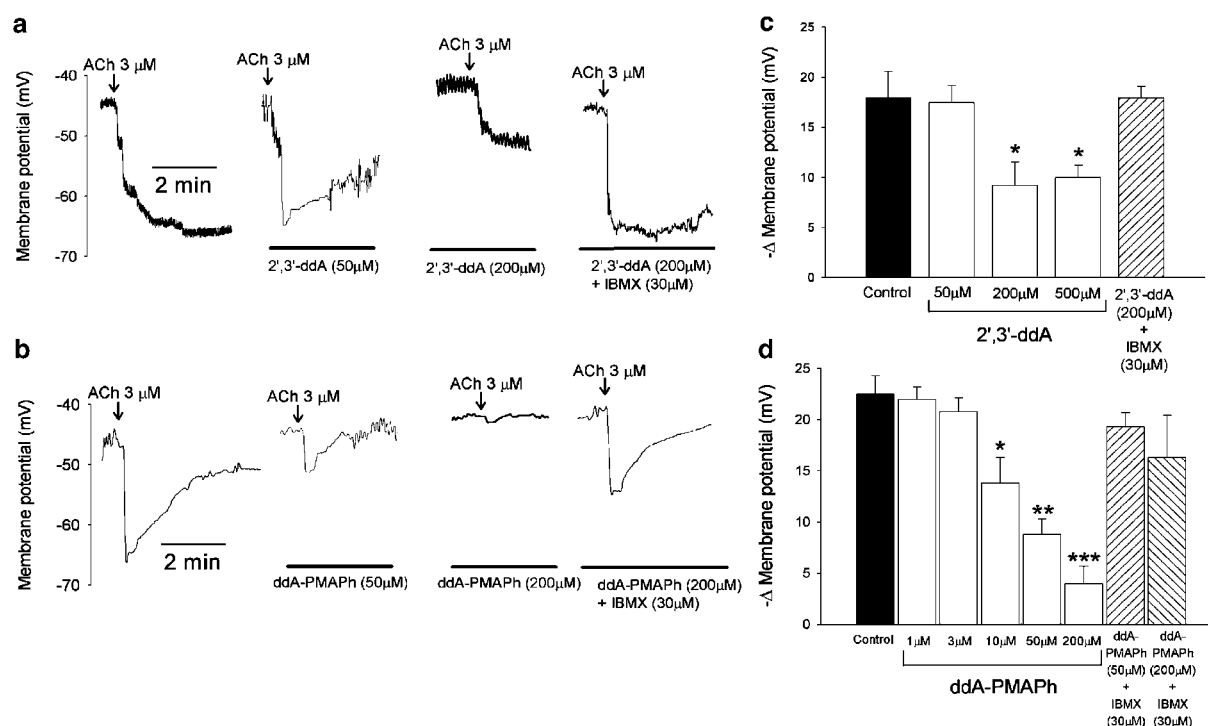 a
ACh 3 μM
ACh 3 μM
ACh 3 μM
ACh 3 μM
Membrane potential (mV)
-40
-50
-60
-70
2 min
2',3'-ddA (50μM)
2',3'-ddA (200μM)
2',3'-ddA (200μM)
+ IBMX (30μM)
b
ACh 3 μM
ACh 3 μM
ACh 3 μM
ACh 3 μM
Membrane potential (mV)
-40
-50
-60
-70
2 min
ddA-PMAPh (50μM)
ddA-PMAPh (200μM)
ddA-PMAPh (200μM)
+ IBMX (30μM)
c
-Δ Membrane potential (mV)
25
20
15
10
5
0
*
*
Control
50μM
200μM
500μM
2',3'-ddA
2',3'-ddA
(200μM)
+
IBMX
(30μM)
d
-Δ Membrane potential (mV)
25
20
15
10
5
0
*
**
***
Control
1μM
3μM
10μM
50μM
200μM
ddA-PMAPh
ddA-
PMAPh
(50μM)
+
IBMX
(30μM)
ddA-
PMAPh
(200μM)
+
IBMX
(30μM)